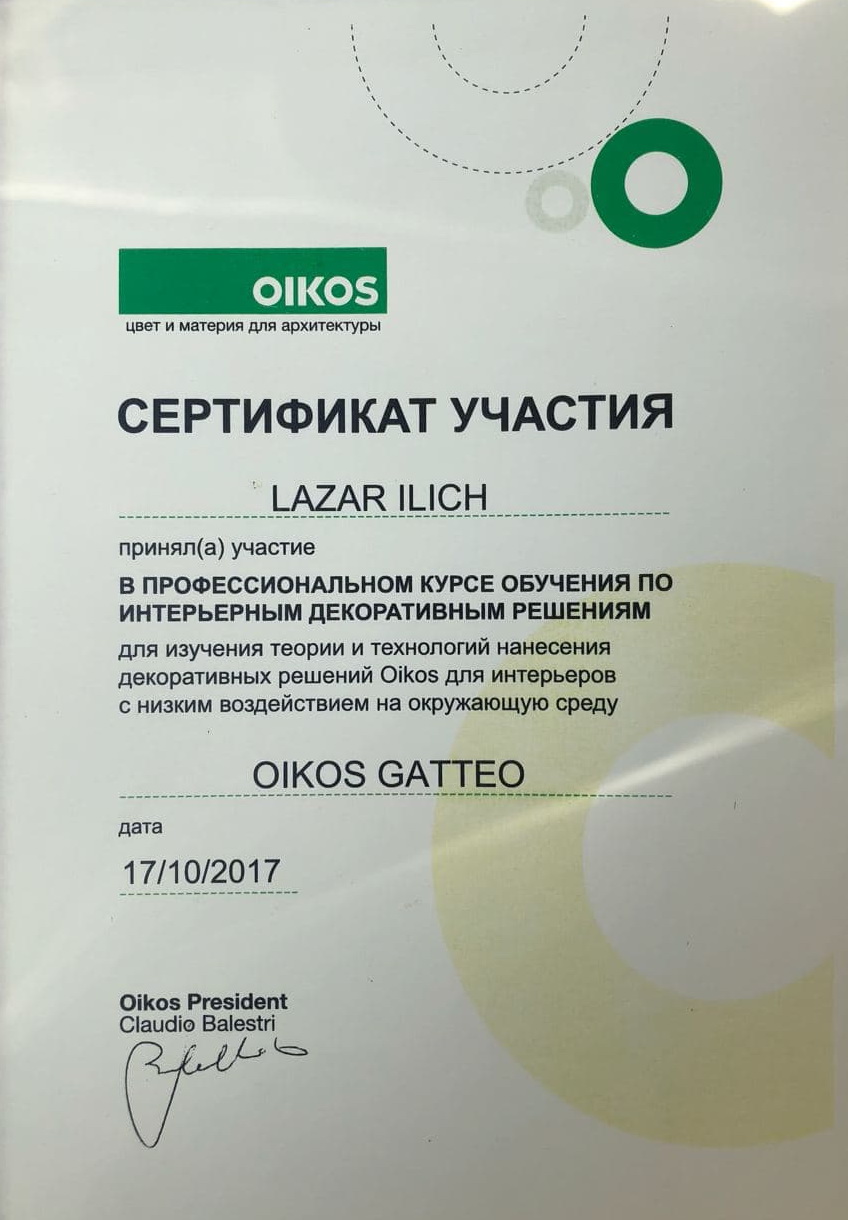 OIKOS
цвет и материя для архитектуры
СЕРТИФИКАТ УЧАСТИЯ
LAZAR ILICH
принял(а) участие
В ПРОФЕССИОНАЛЬНОМ КУРСЕ ОБУЧЕНИЯ ПО
ИНТЕРЬЕРНЫМ ДЕКОРАТИВНЫМ РЕШЕНИЯМ
для изучения теории и технологий нанесения
декоративных решений Oikos для интерьеров
с низким воздействием на окружающую среду
OIKOS GATTEO
дата
17/10/2017
Oikos President
Claudio Balestri